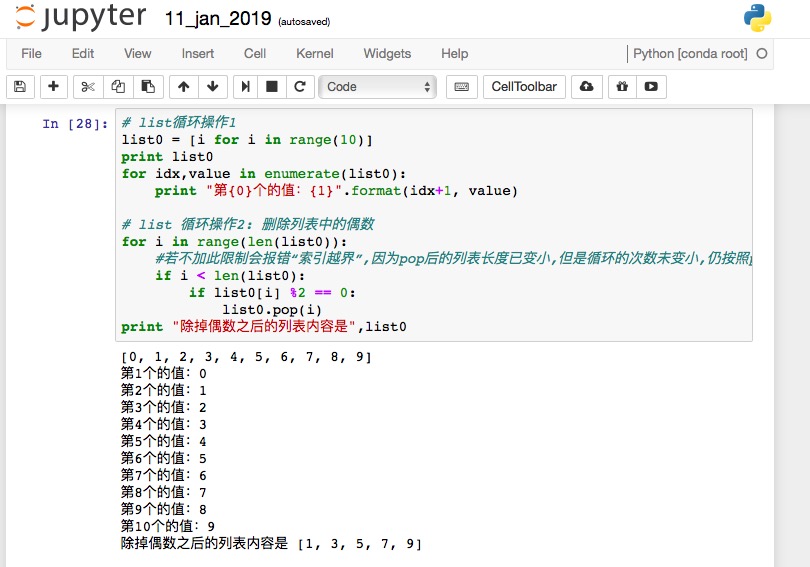 jupyter 11_jan_2019 (autosaved)
File Edit View Insert Cell Kernel Widgets Help Python [conda root]
Code CellToolbar
In [28]: # list循环操作1
list0 = [i for i in range(10)]
print list0
for idx,value in enumerate(list0):
print "第{0}个的值：{1}".format(idx+1, value)
# list 循环操作2：删除列表中的偶数
for i in range(len(list0)):
#若不加此限制会报错“索引越界”,因为pop后的列表长度已变小,但是循环的次数未变小,仍按照
if i < len(list0):
if list0[i] %2 == 0:
list0.pop(i)
print "除掉偶数之后的列表内容是",list0
[0, 1, 2, 3, 4, 5, 6, 7, 8, 9]
第1个的值：0
第2个的值：1
第3个的值：2
第4个的值：3
第5个的值：4
第6个的值：5
第7个的值：6
第8个的值：7
第9个的值：8
第10个的值：9
除掉偶数之后的列表内容是 [1, 3, 5, 7, 9]